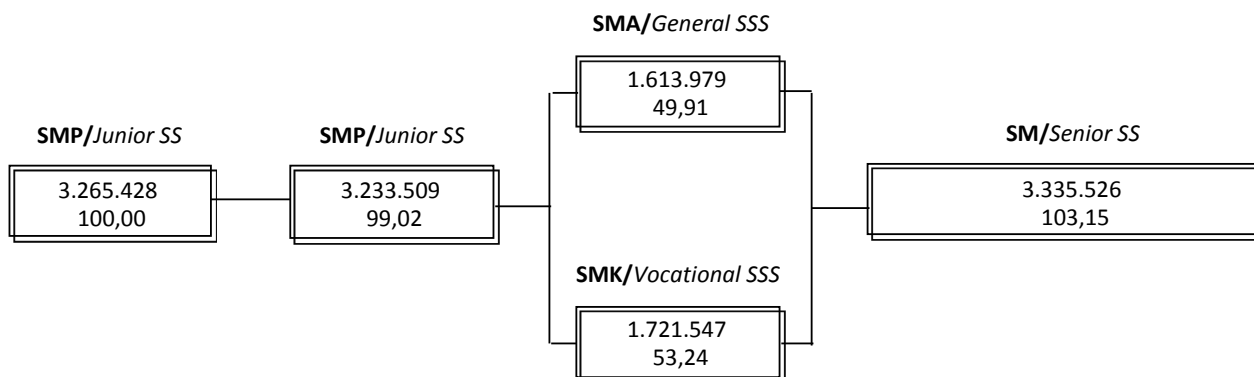 SMA/General SSS
1.613.979
49,91
SMP/Junior SS
3.265.428
100,00
SMP/Junior SS
3.233.509
99,02
SM/Senior SS
3.335.526
103,15
SMK/Vocational SSS
1.721.547
53,24